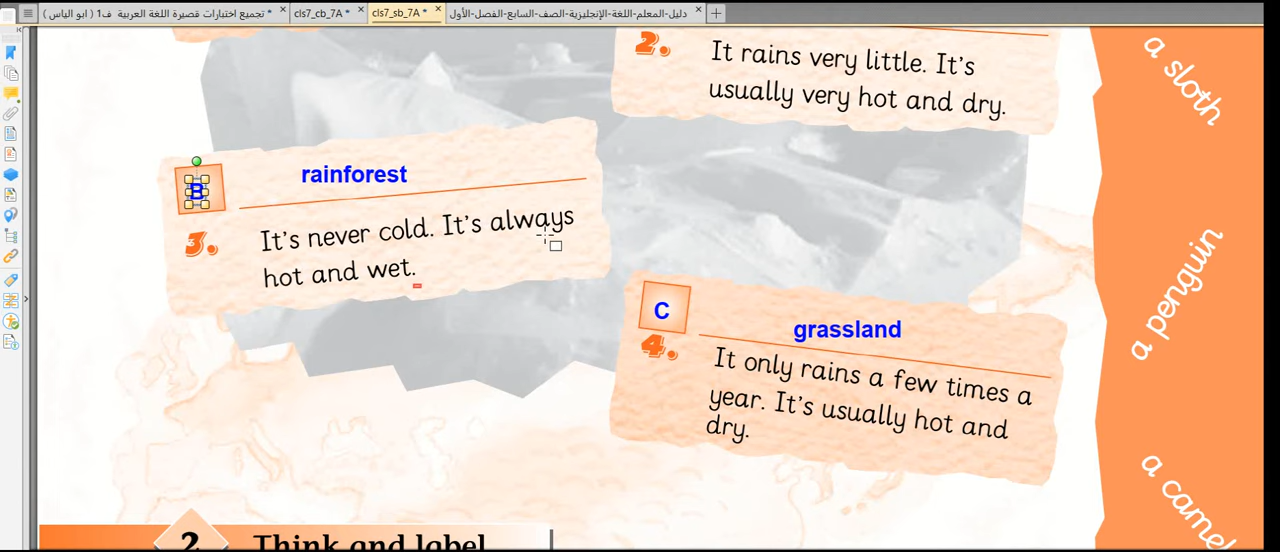 تجميع اختبارات قصيرة اللغة العربية ف1 ( ابو الياس ) *
cls7_cb_7A *
cls7_sb_7A *
دليل-المعلم-اللغة-الإنجليزية-الصف-السابع-الفصل-الأول
2. It rains very little. It's
usually very hot and dry.
B rainforest
3. It's never cold. It's always
hot and wet.
C grassland
4. It only rains a few times a
year. It's usually hot and
dry.
a sloth
a penguin
a camel
2 Think and label